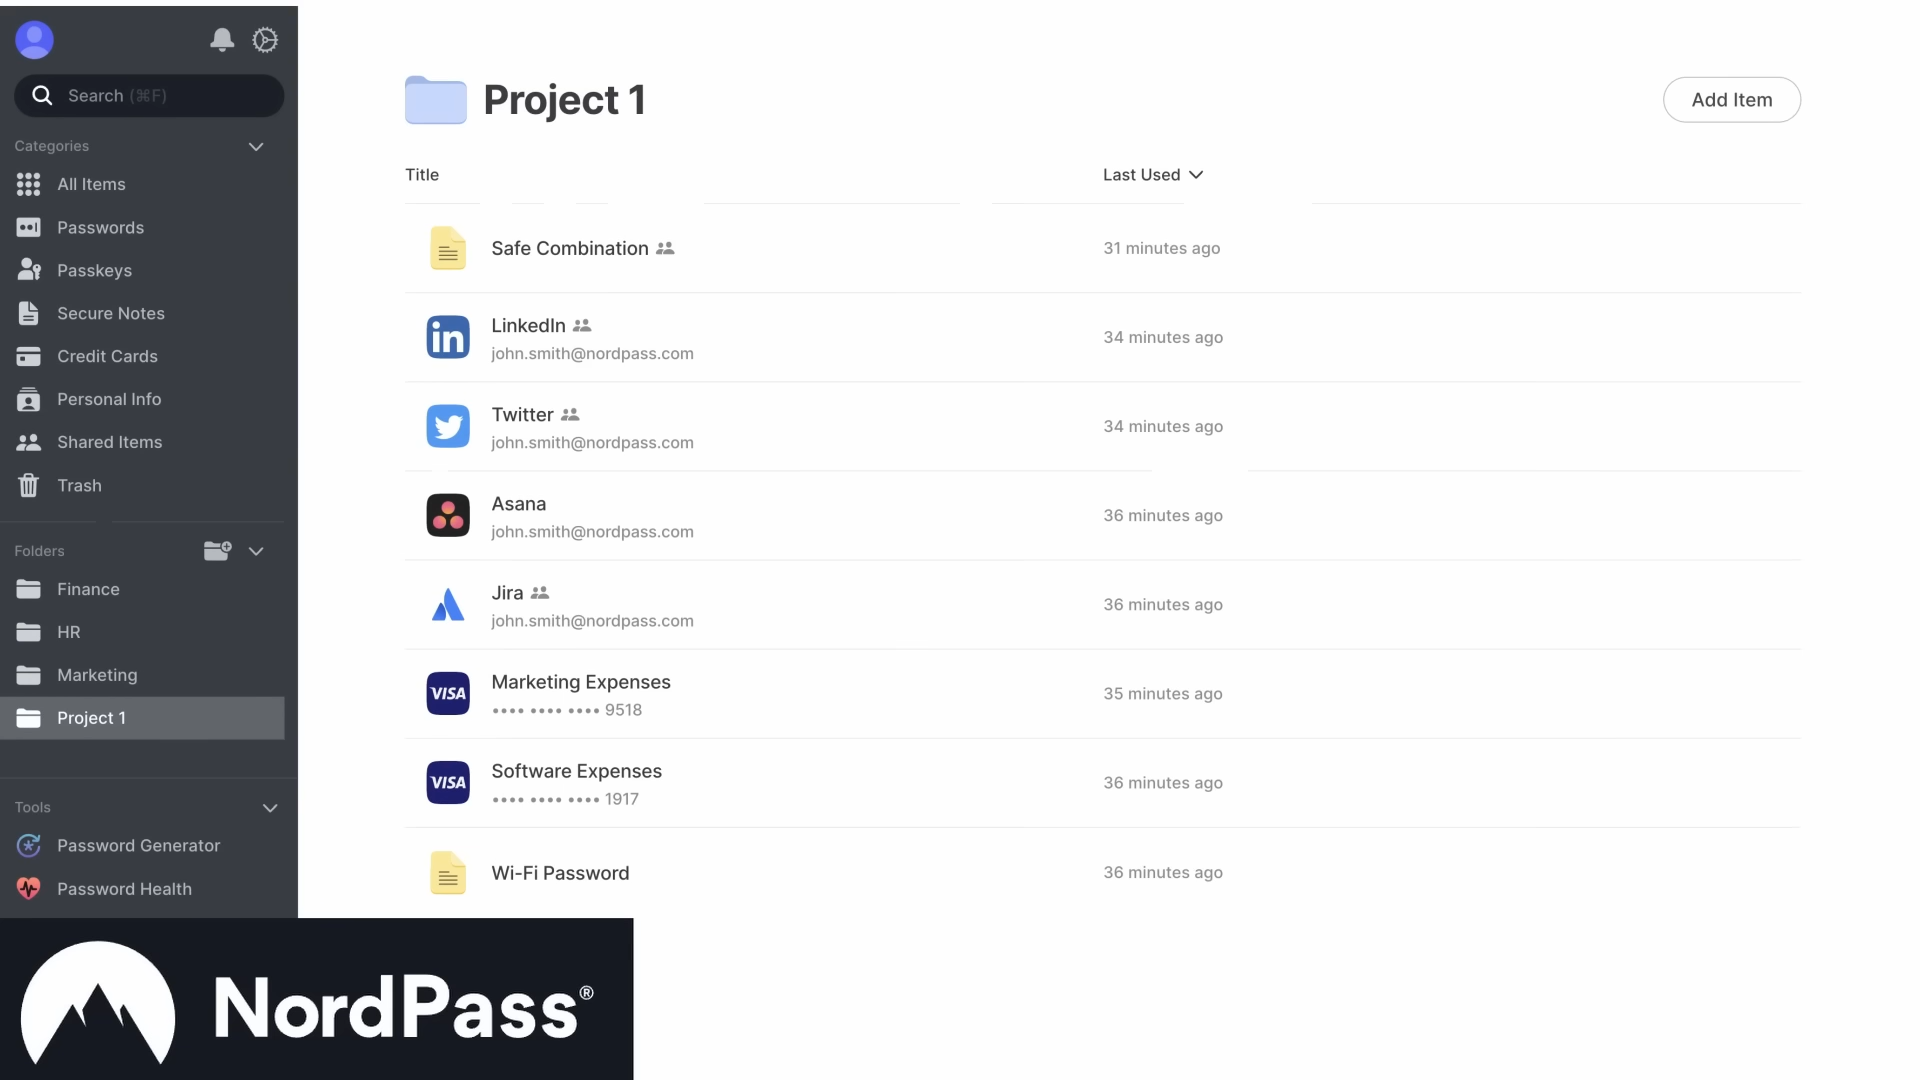 Search (⌘F)
Categories
All Items
Passwords
Passkeys
Secure Notes
Credit Cards
Personal Info
Shared Items
Trash
Folders
Finance
HR
Marketing
Project 1
Tools
Password Generator
Password Health
Project 1
Add Item
Title
Last Used
Safe Combination
31 minutes ago
in
LinkedIn
john.smith@nordpass.com
34 minutes ago
Twitter
john.smith@nordpass.com
34 minutes ago
Asana
john.smith@nordpass.com
36 minutes ago
Jira
john.smith@nordpass.com
36 minutes ago
VISA
Marketing Expenses
•••• •••• •••• 9518
35 minutes ago
VISA
Software Expenses
•••• •••• •••• 1917
36 minutes ago
Wi-Fi Password
36 minutes ago
NordPass®